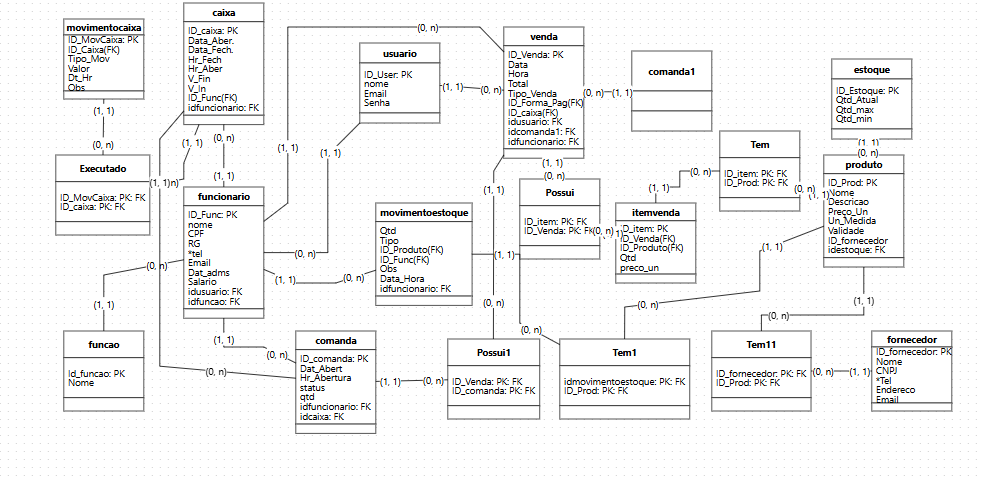 movimentocaixa
ID_MovCaixa: PK
ID_Caixa(FK)
Tipo_Mov
Valor
Dt_Hr
Obs
caixa
ID_caixa: PK
Data_Aber.
Data_Fech.
Hr_Fech
Hr_Aber
V_Fin
V_In
ID_Func(FK)
idfuncionario: FK
usuario
ID_User: PK
nome
Email
Senha
venda
ID_Venda: PK
Data
Hora
Total
Tipo_Venda
ID_Forma_Pag(FK)
ID_caixa(FK)
idusuario: FK
idcomanda1: FK
idfuncionario: FK
comanda1
estoque
ID_Estoque: PK
Qtd_Atual
Qtd_max
Qtd_min
(0, n)
(1, 1)
(0, n)
(0, n)
(1, 1)
(1, 1)
(0, n)
(1, 1)
(0, n)
(1, 1)
(1, 1)
(1, 1)
(1, 1)
(0, n)
Executado
ID_MovCaixa: PK: FK
ID_caixa: PK: FK
(1, 1)
n)
(1, 1)
funcionario
ID_Func: PK
nome
CPF
RG
*tel
Email
Dat_adms
Salario
idusuario: FK
idfuncao: FK
movimentoestoque
Qtd
Tipo
ID_Produto(FK)
ID_Func(FK)
Obs
Data_Hora
idfuncionario: FK
(1, 1)
(1, 1)
(0, n)
Possui
ID_item: PK: FK
ID_Venda: PK: FK
(0, n)
1)
itemvenda
ID_item: PK
ID_Venda(FK)
ID_Produto(FK)
Qtd
preco_un
(1, 1)
(0, n)
Tem
ID_item: PK: FK
ID_Prod: PK: FK
(0, n)
(1, 1)
produto
ID_Prod: PK
Nome
Descricao
Preco_Un
Un_Medida
Validade
ID_fornecedor
idestoque: FK
(0, n)
(0, n)
(1, 1)
(0, n)
(1, 1)
(1, 1)
(1, 1)
(0, n)
(0, n)
(1, 1)
(0, n)
(0, n)
(1, 1)
(0, n)
(0, n)
funcao
Id_funcao: PK
Nome
comanda
ID_comanda: PK
Dat_Abert
Hr_Abertura
status
qtd
idfuncionario: FK
idcaixa: FK
(1, 1)
(0, n)
Possui1
ID_Venda: PK: FK
ID_comanda: PK: FK
Tem1
idmovimentoestoque: PK: FK
ID_Prod: PK: FK
Tem11
ID_fornecedor: PK: FK
ID_Prod: PK: FK
(0, n)
(1, 1)
fornecedor
ID_fornecedor: PK
Nome
CNPJ
*Tel
Endereco
Email